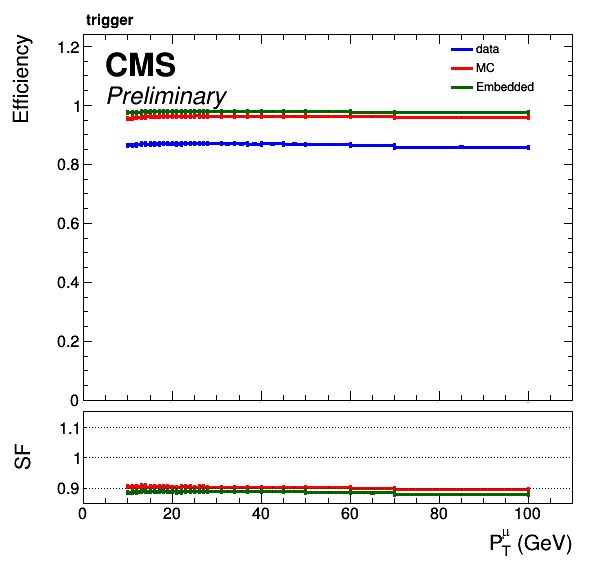 trigger
Efficiency
1.2
1
0.8
0.6
0.4
0.2
0
CMS
Preliminary
data
MC
Embedded
SF
1.1
1
0.9
0 20 40 60 80 100
P_T^μ (GeV)